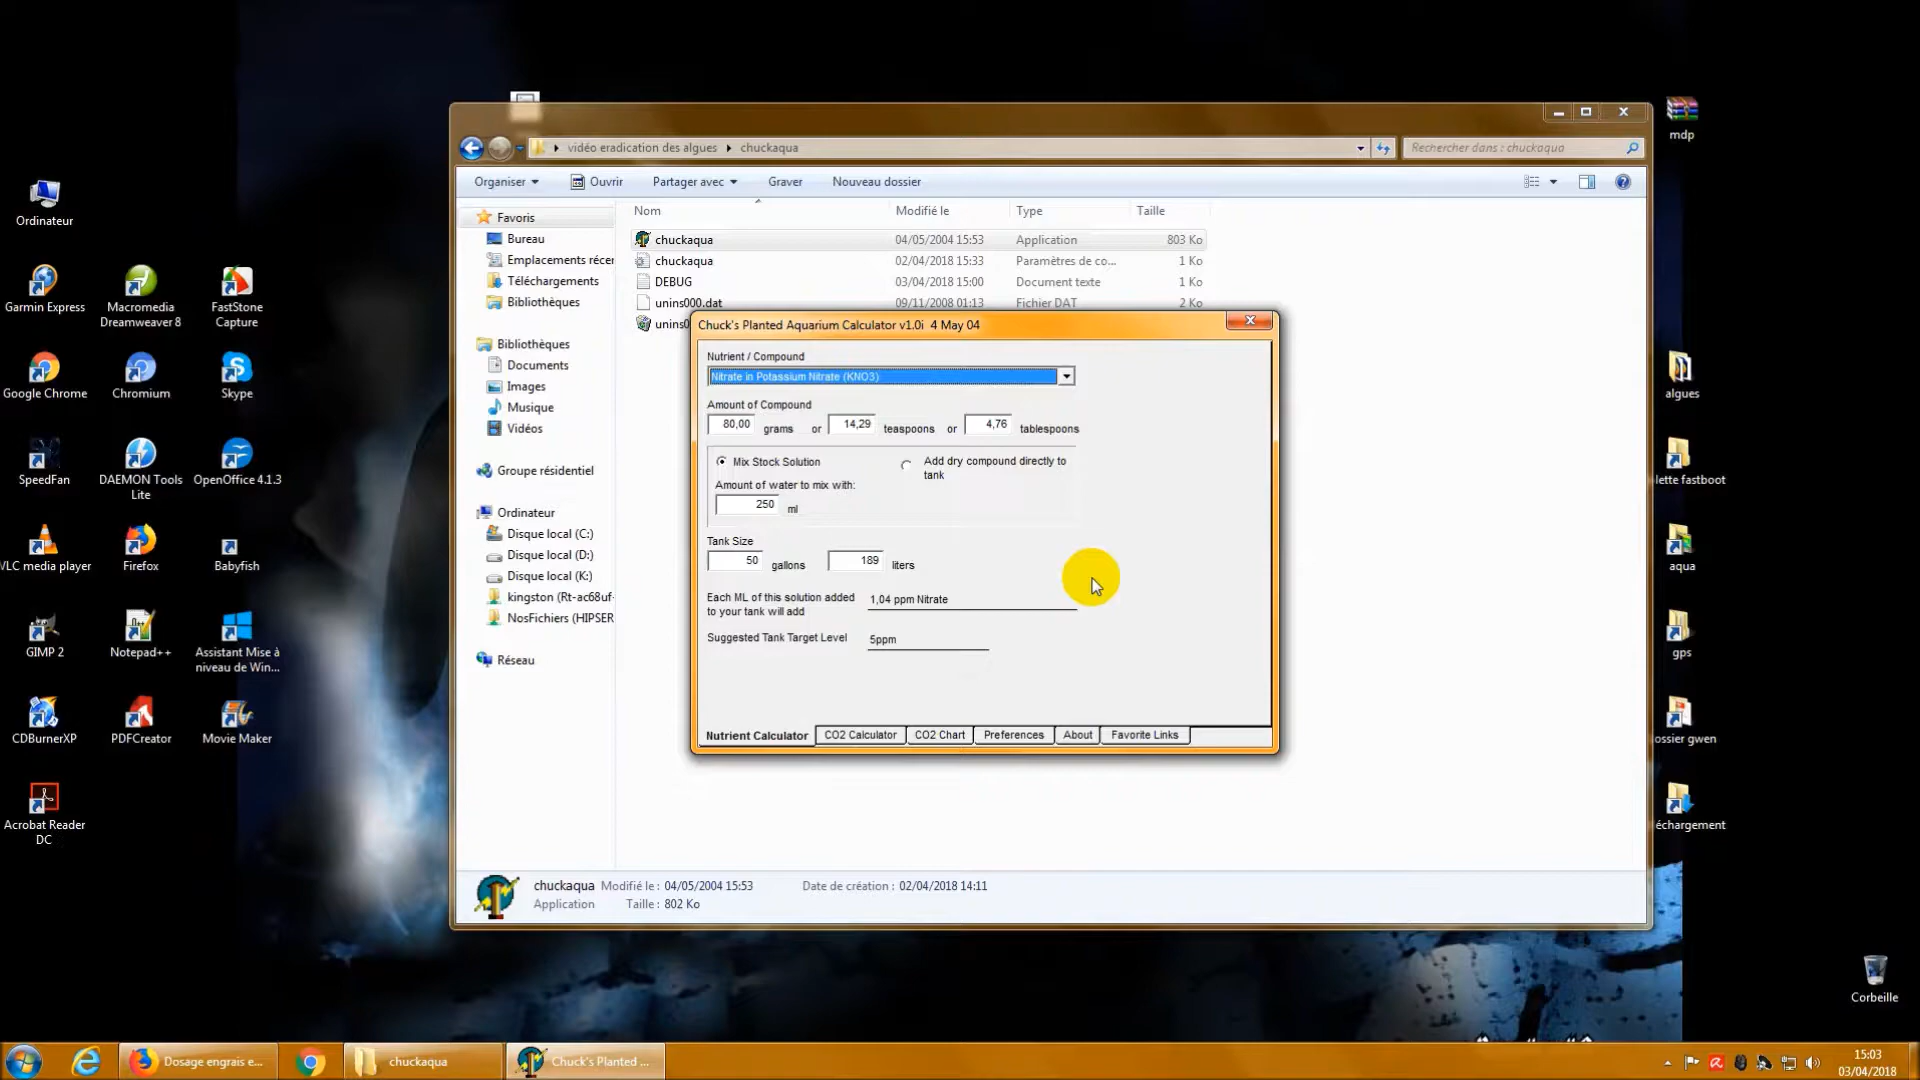 mdp
vidéo eradication des algues
chuckaqua
Rechercher dans : chuckaqua
Organiser
Ouvrir
Partager avec
Graver
Nouveau dossier
Nom
Modifié le
Type
Taille
Favoris
Bureau
Emplacements récer
Téléchargements
Bibliothèques
chuckaqua 04/05/2004 15:53 Application 803 Ko
chuckaqua 02/04/2018 15:33 Paramètres de co... 1 Ko
DEBUG 03/04/2018 15:00 Document texte 1 Ko
unins000.dat 09/11/2008 01:13 Fichier DAT 2 Ko
unins0
Bibliothèques
Documents
Images
Musique
Vidéos
Groupe résidentiel
Ordinateur
Disque local (C:)
Disque local (D:)
Disque local (K:)
kingston (Rt-ac68uf-
NosFichiers (HIPSER
Réseau
Chuck's Planted Aquarium Calculator v1.0i 4 May 04
Nutrient / Compound
Nitrate in Potassium Nitrate (KNO3)
Amount of Compound
80,00 grams or 14,29 teaspoons or 4,76 tablespoons
Mix Stock Solution
Add dry compound directly to
tank
Amount of water to mix with:
250 ml
Tank Size
50 gallons 189 liters
Each ML of this solution added
to your tank will add
1,04 ppm Nitrate
Suggested Tank Target Level 5ppm
Nutrient Calculator
CO2 Calculator
CO2 Chart
Preferences
About
Favorite Links
chuckaqua Modifié le : 04/05/2004 15:53 Date de création : 02/04/2018 14:11
Application Taille : 802 Ko
Ordinateur
Garmin Express
Macromedia
Dreamweaver 8
FastStone
Capture
Google Chrome
Chromium
Skype
SpeedFan
DAEMON Tools
Lite
OpenOffice 4.1.3
VLC media player
Firefox
Babyfish
GIMP 2
Notepad++
Assistant Mise à
niveau de Win...
CDBurnerXP
PDFCreator
Movie Maker
Acrobat Reader
DC
algues
lette fastboot
aqua
gps
ossier gwen
échargement
Corbeille
Dosage engrais e...
chuckaqua
Chuck's Planted ...
15:03
03/04/2018